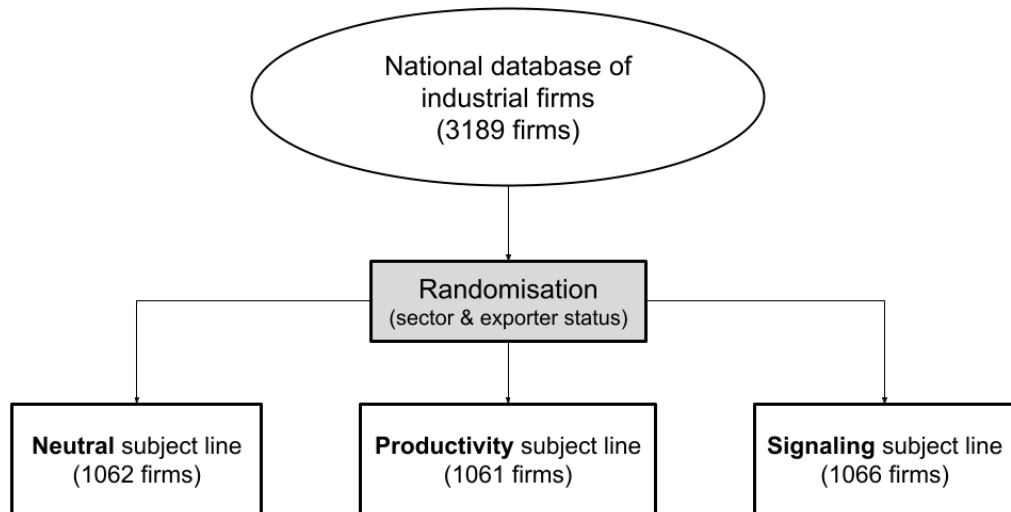 National database of
industrial firms
(3189 firms)
Randomisation
(sector & exporter status)
Neutral subject line
(1062 firms)
Productivity subject line
(1061 firms)
Signaling subject line
(1066 firms)